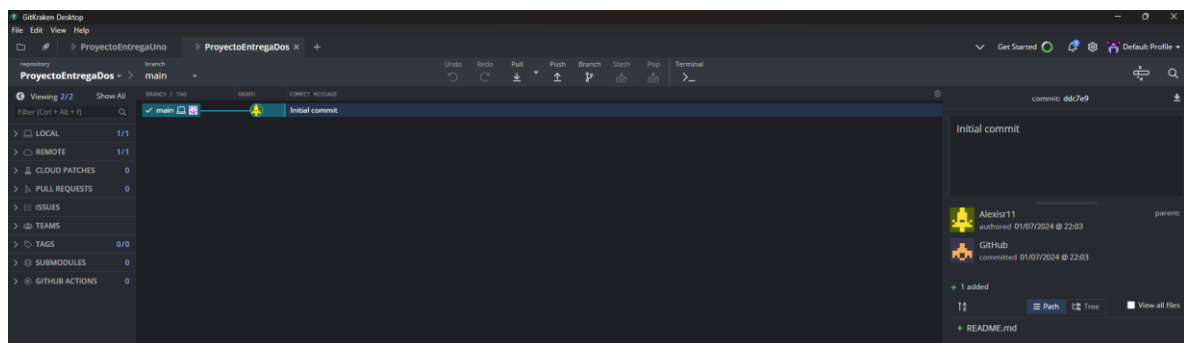 GitKraken Desktop
File Edit View Help
ProyectoEntregaUno ProyectoEntregaDos × +
Get Started Default Profile
repository branch
ProyectoEntregaDos main
Undo Redo Pull Push Branch Stash Pop Terminal
Viewing 2/2 Show All
Filter (Ctrl + Alt + f)
BRANCH / TAG GRAPH COMMIT MESSAGE
main Initial commit
LOCAL 1/1
REMOTE 1/1
CLOUD PATCHES 0
PULL REQUESTS 0
ISSUES
TEAMS
TAGS 0/0
SUBMODULES 0
GITHUB ACTIONS 0
commit: ddc7e9
Initial commit
Alexisr11 parent:
authored 01/07/2024 @ 22:03
GitHub
committed 01/07/2024 @ 22:03
+ 1 added
Path Tree View all files
+ README.md